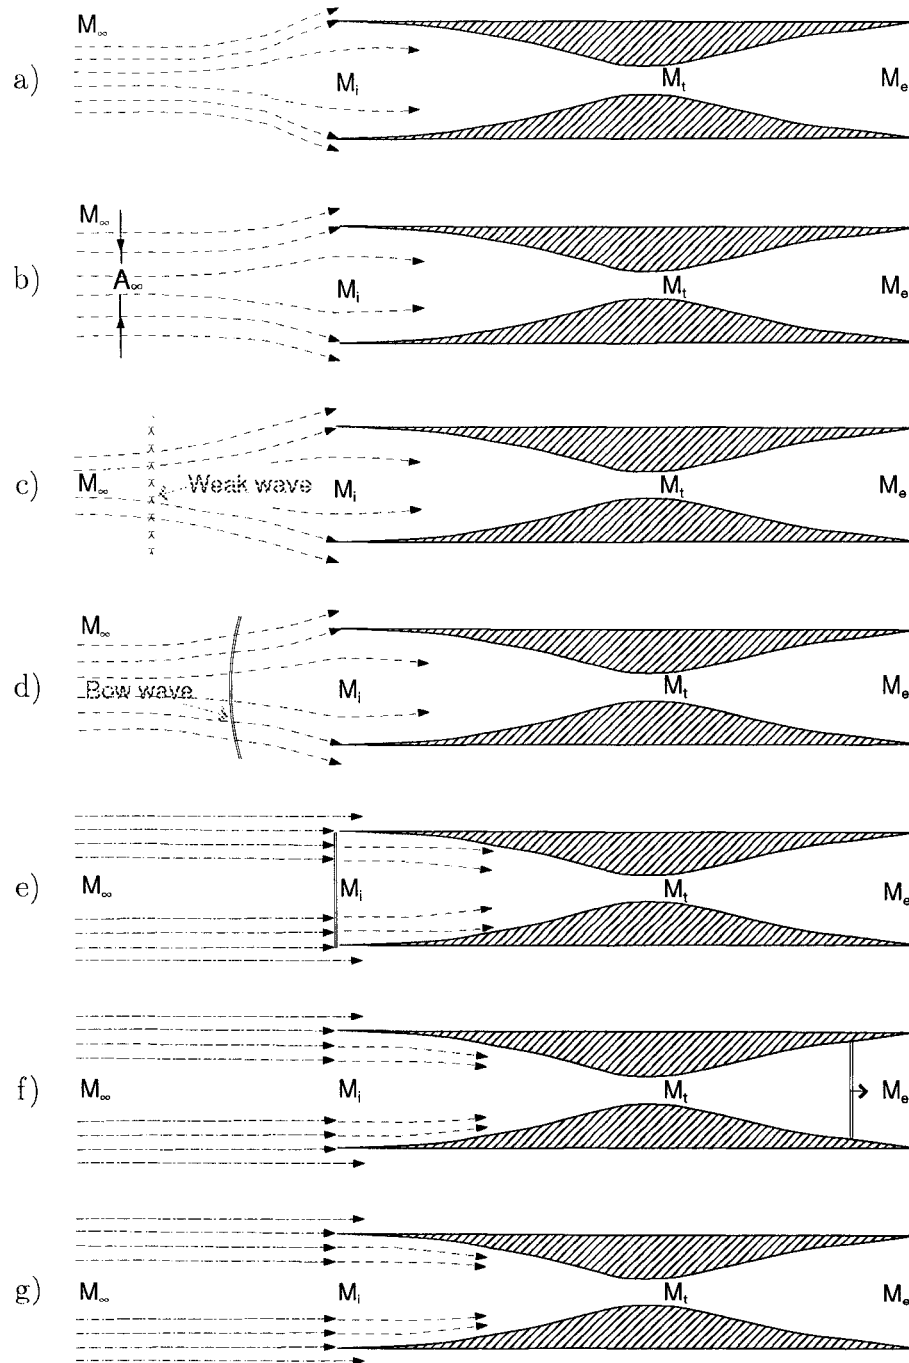 M∞
a) Mi Mt Me
M∞
b) A∞ Mi Mt Me
c) M∞ Weak wave Mi Mt Me
M∞
d) Bow wave Mi Mt Me
e) M∞ Mi Mt Me
f) M∞ Mi Mt Me
g) M∞ Mi Mt Me